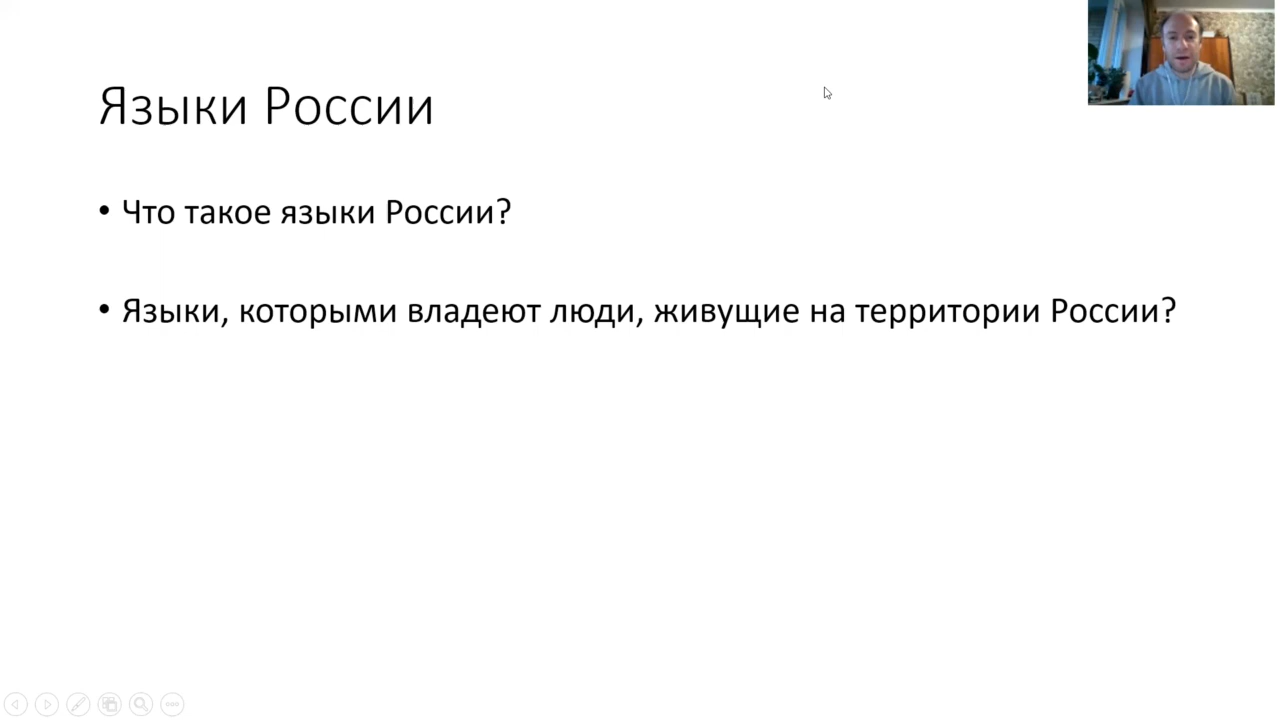 Языки России
• Что такое языки России?
• Языки, которыми владеют люди, живущие на территории России?